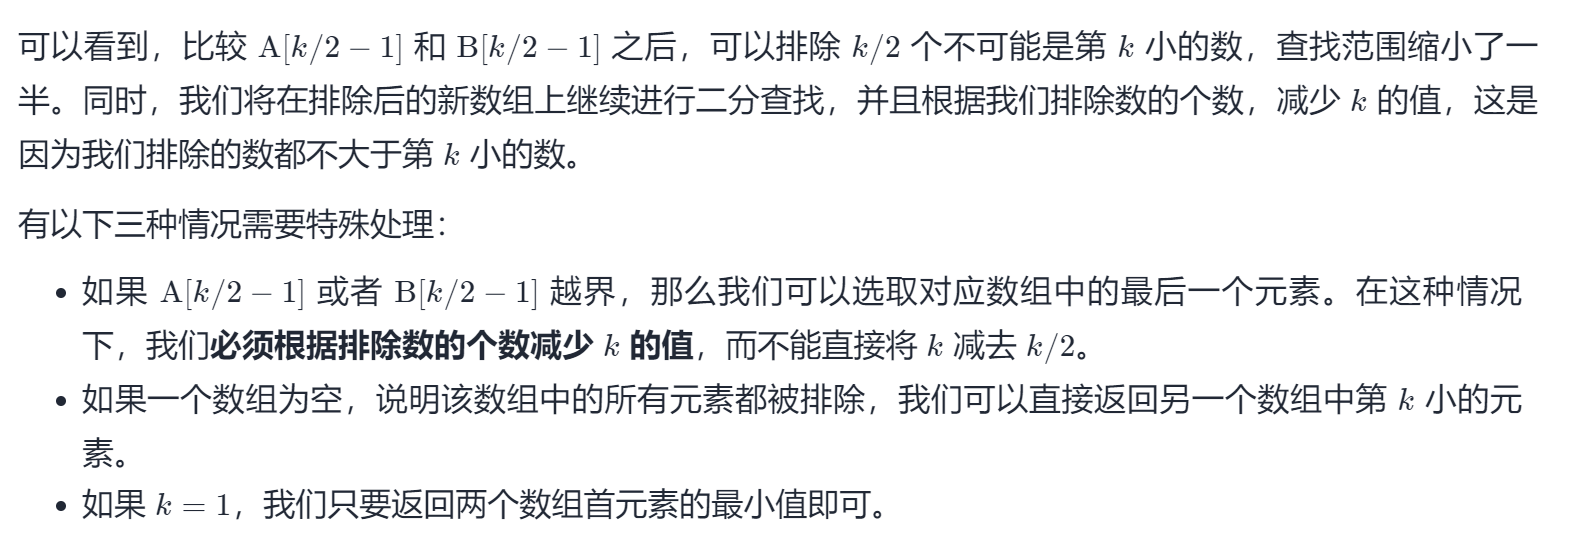 可以看到，比较 A[k/2 − 1] 和 B[k/2 − 1] 之后，可以排除 k/2 个不可能是第 k 小的数，查找范围缩小了一
半。同时，我们将在排除后的新数组上继续进行二分查找，并且根据我们排除数的个数，减少 k 的值，这是
因为我们排除的数都不大于第 k 小的数。
有以下三种情况需要特殊处理：
• 如果 A[k/2 − 1] 或者 B[k/2 − 1] 越界，那么我们可以选取对应数组中的最后一个元素。在这种情况
下，我们必须根据排除数的个数减少 k 的值，而不能直接将 k 减去 k/2。
• 如果一个数组为空，说明该数组中的所有元素都被排除，我们可以直接返回另一个数组中第 k 小的元
素。
• 如果 k = 1，我们只要返回两个数组首元素的最小值即可。